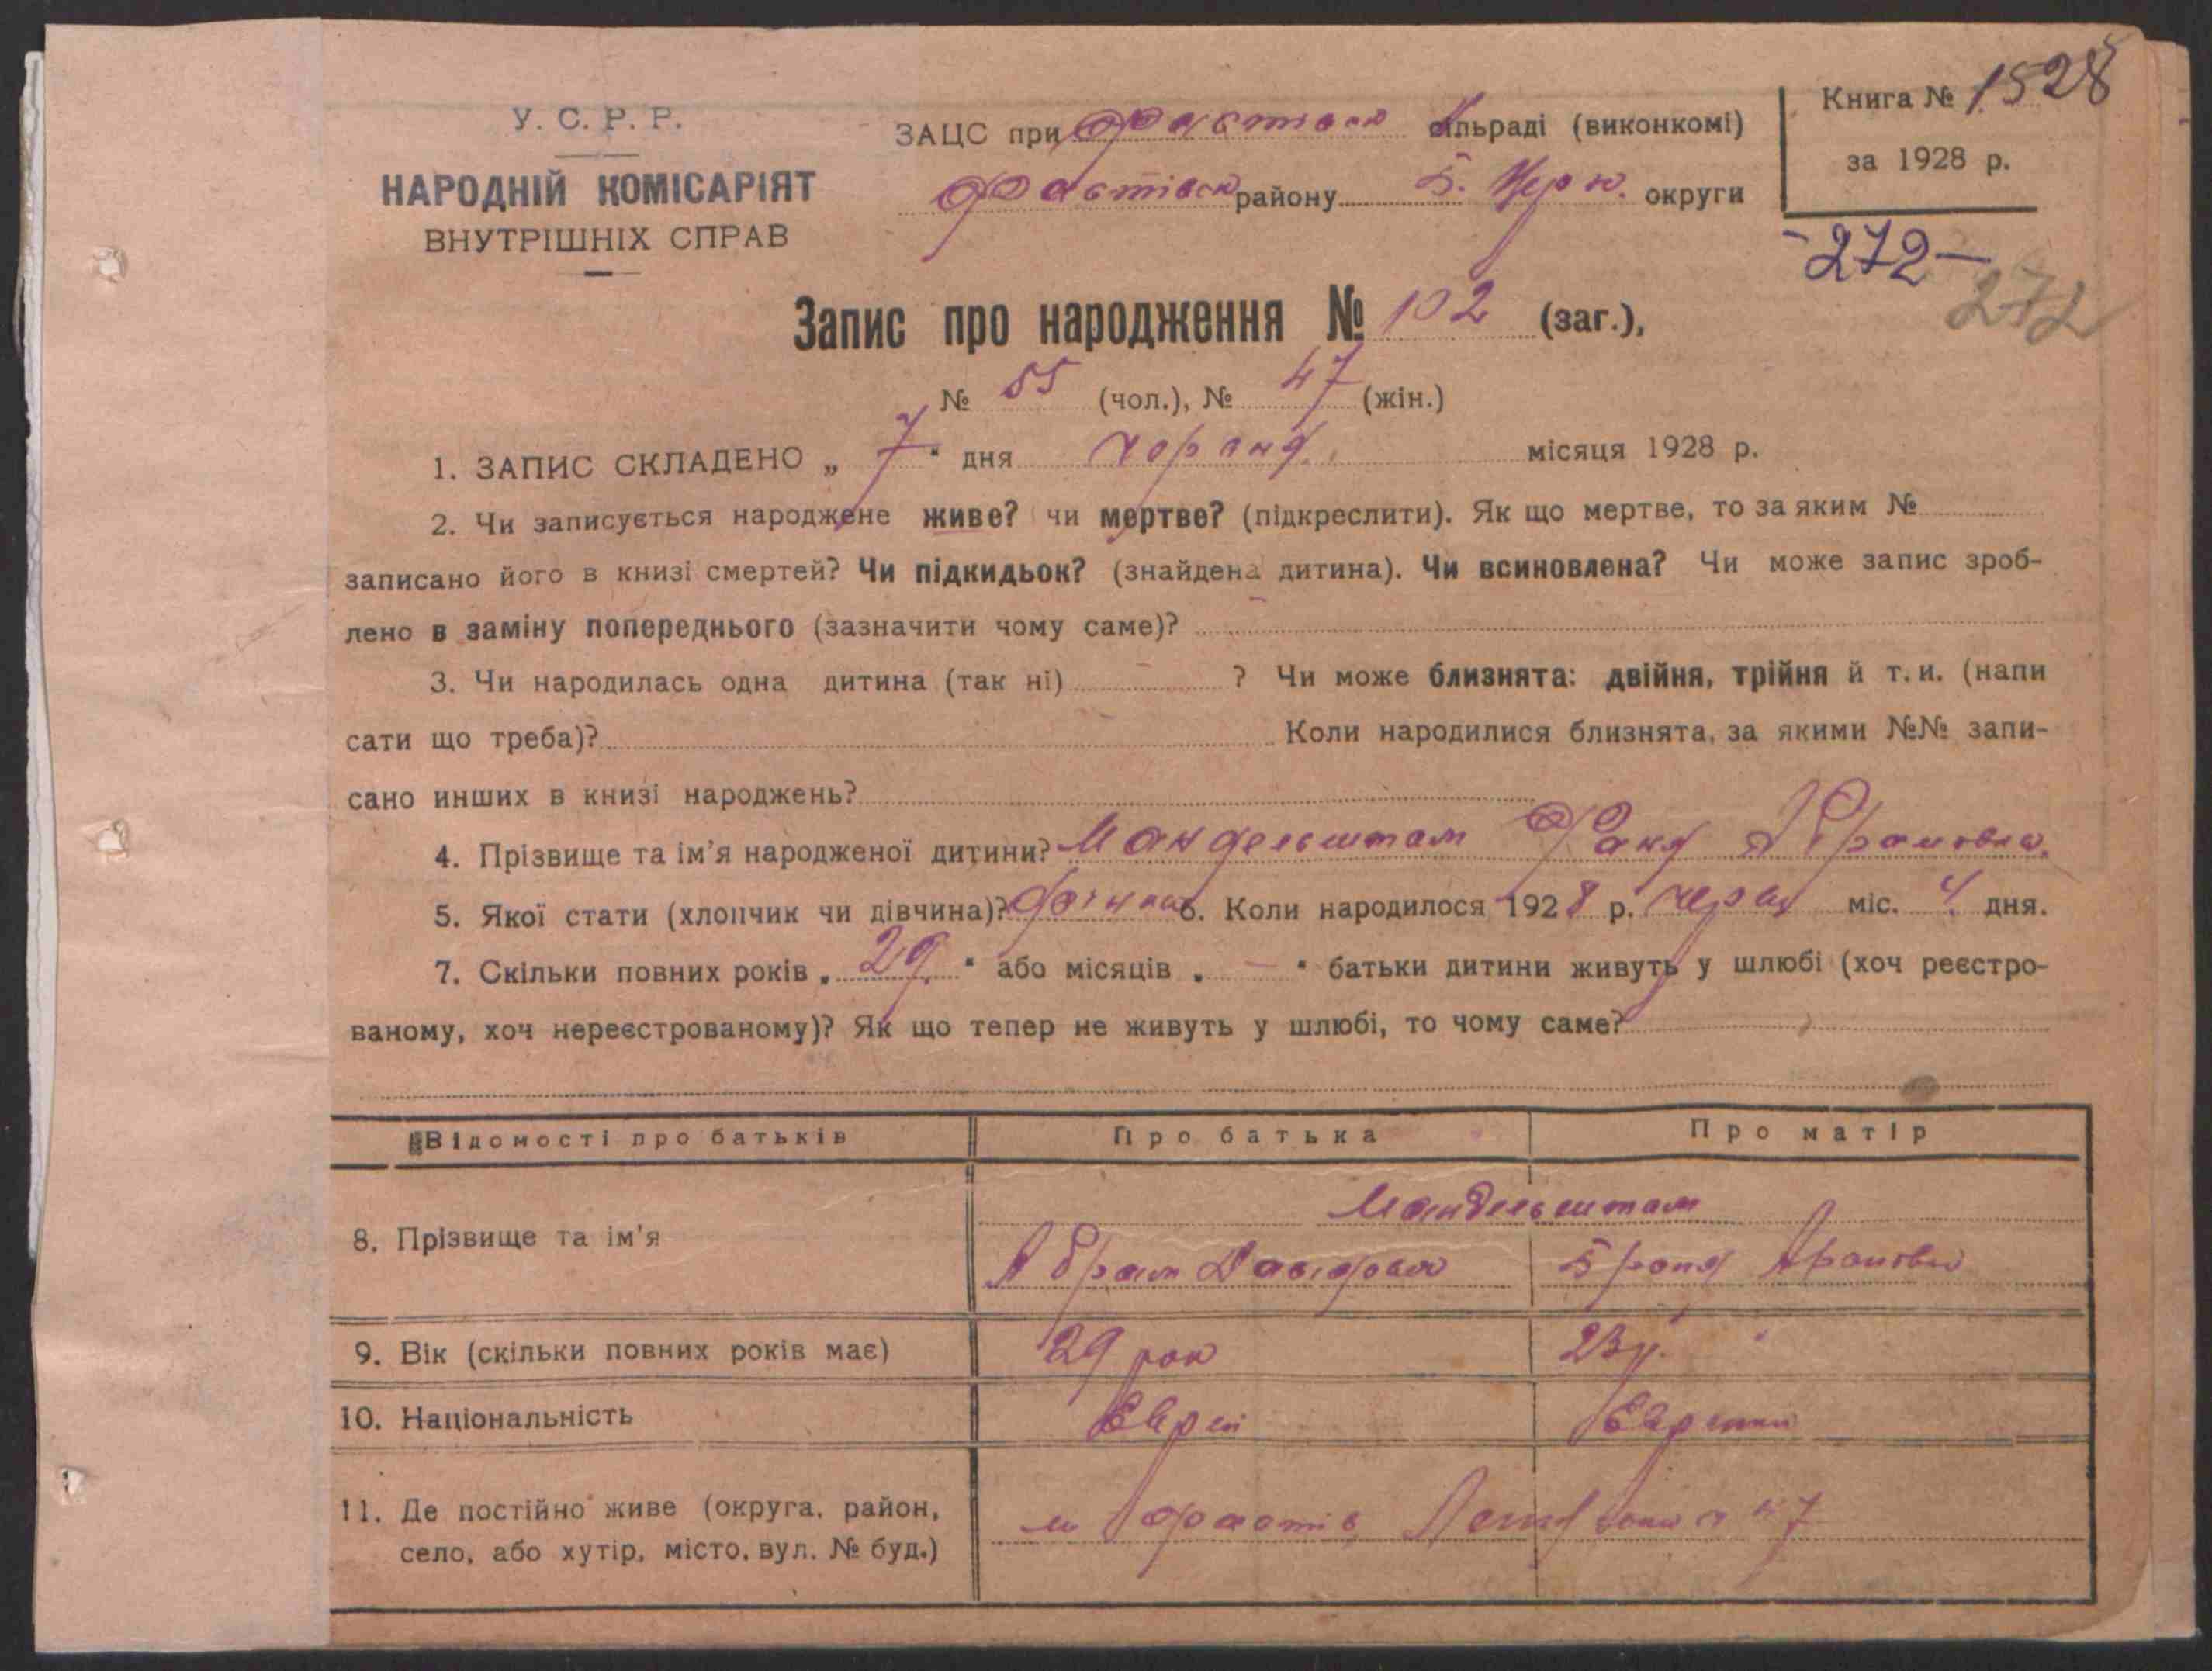 У. С. Р. Р.
НАРОДНІЙ КОМІСАРІЯТ
ВНУТРІШНІХ СПРАВ
ЗАЦС при Фастівськ сільраді (виконкомі)
Фастівськ району Б. Церк. округи
Книга № 1528
за 1928 р.
-272-
272
Запис про народження № 102 (заг.),
№ 55 (чол.), № 47 (жін.)
1. ЗАПИС СКЛАДЕНО „ 7 " дня місяця 1928 р.
2. Чи записується народжене живе? чи мертве? (підкреслити). Як що мертве, то за яким №
записано його в книзі смертей? Чи підкидьок? (знайдена дитина). Чи всиновлена? Чи може запис зроб-
лено в заміну попереднього (зазначити чому саме)?
3. Чи народилась одна дитина (так ні) ? Чи може близнята: двійня, трійня й т. и. (напи
сати що треба)? Коли народилися близнята, за якими №№ запи-
сано инших в книзі народжень?
4. Прізвище та ім'я народженої дитини? Мандельштам
5. Якої стати (хлопчик чи дівчина)? 6. Коли народилося 1928 р. міс. 4 дня.
7. Скільки повних років „ 29 " або місяців „ — " батьки дитини живуть у шлюбі (хоч реєстро-
ваному, хоч нереєстрованому)? Як що тепер не живуть у шлюбі, то чому саме?
Відомості про батьків Про батька Про матір
Мандельштам
8. Прізвище та ім'я Абрам Давидович Броня
9. Вік (скільки повних років має) 29 рок 23 р.
10. Національність Еврей Еврейка
11. Де постійно живе (округа, район, м Фастів
село, або хутір, місто, вул. № буд.)